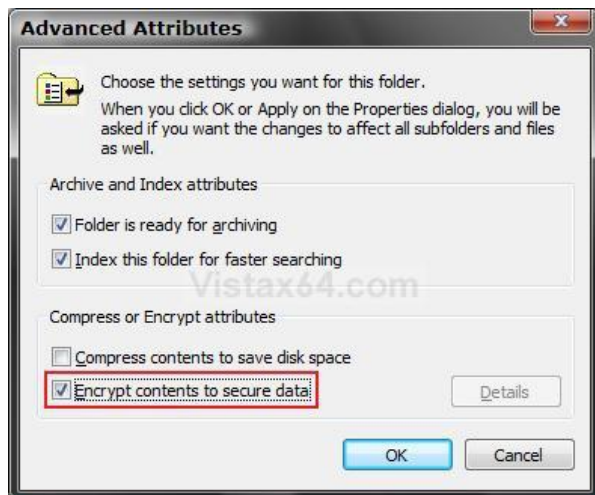 Advanced Attributes
Choose the settings you want for this folder.
When you click OK or Apply on the Properties dialog, you will be
asked if you want the changes to affect all subfolders and files
as well.
Archive and Index attributes
Folder is ready for archiving
Index this folder for faster searching
Vistax64.com
Compress or Encrypt attributes
Compress contents to save disk space
Encrypt contents to secure data
Details
OK
Cancel